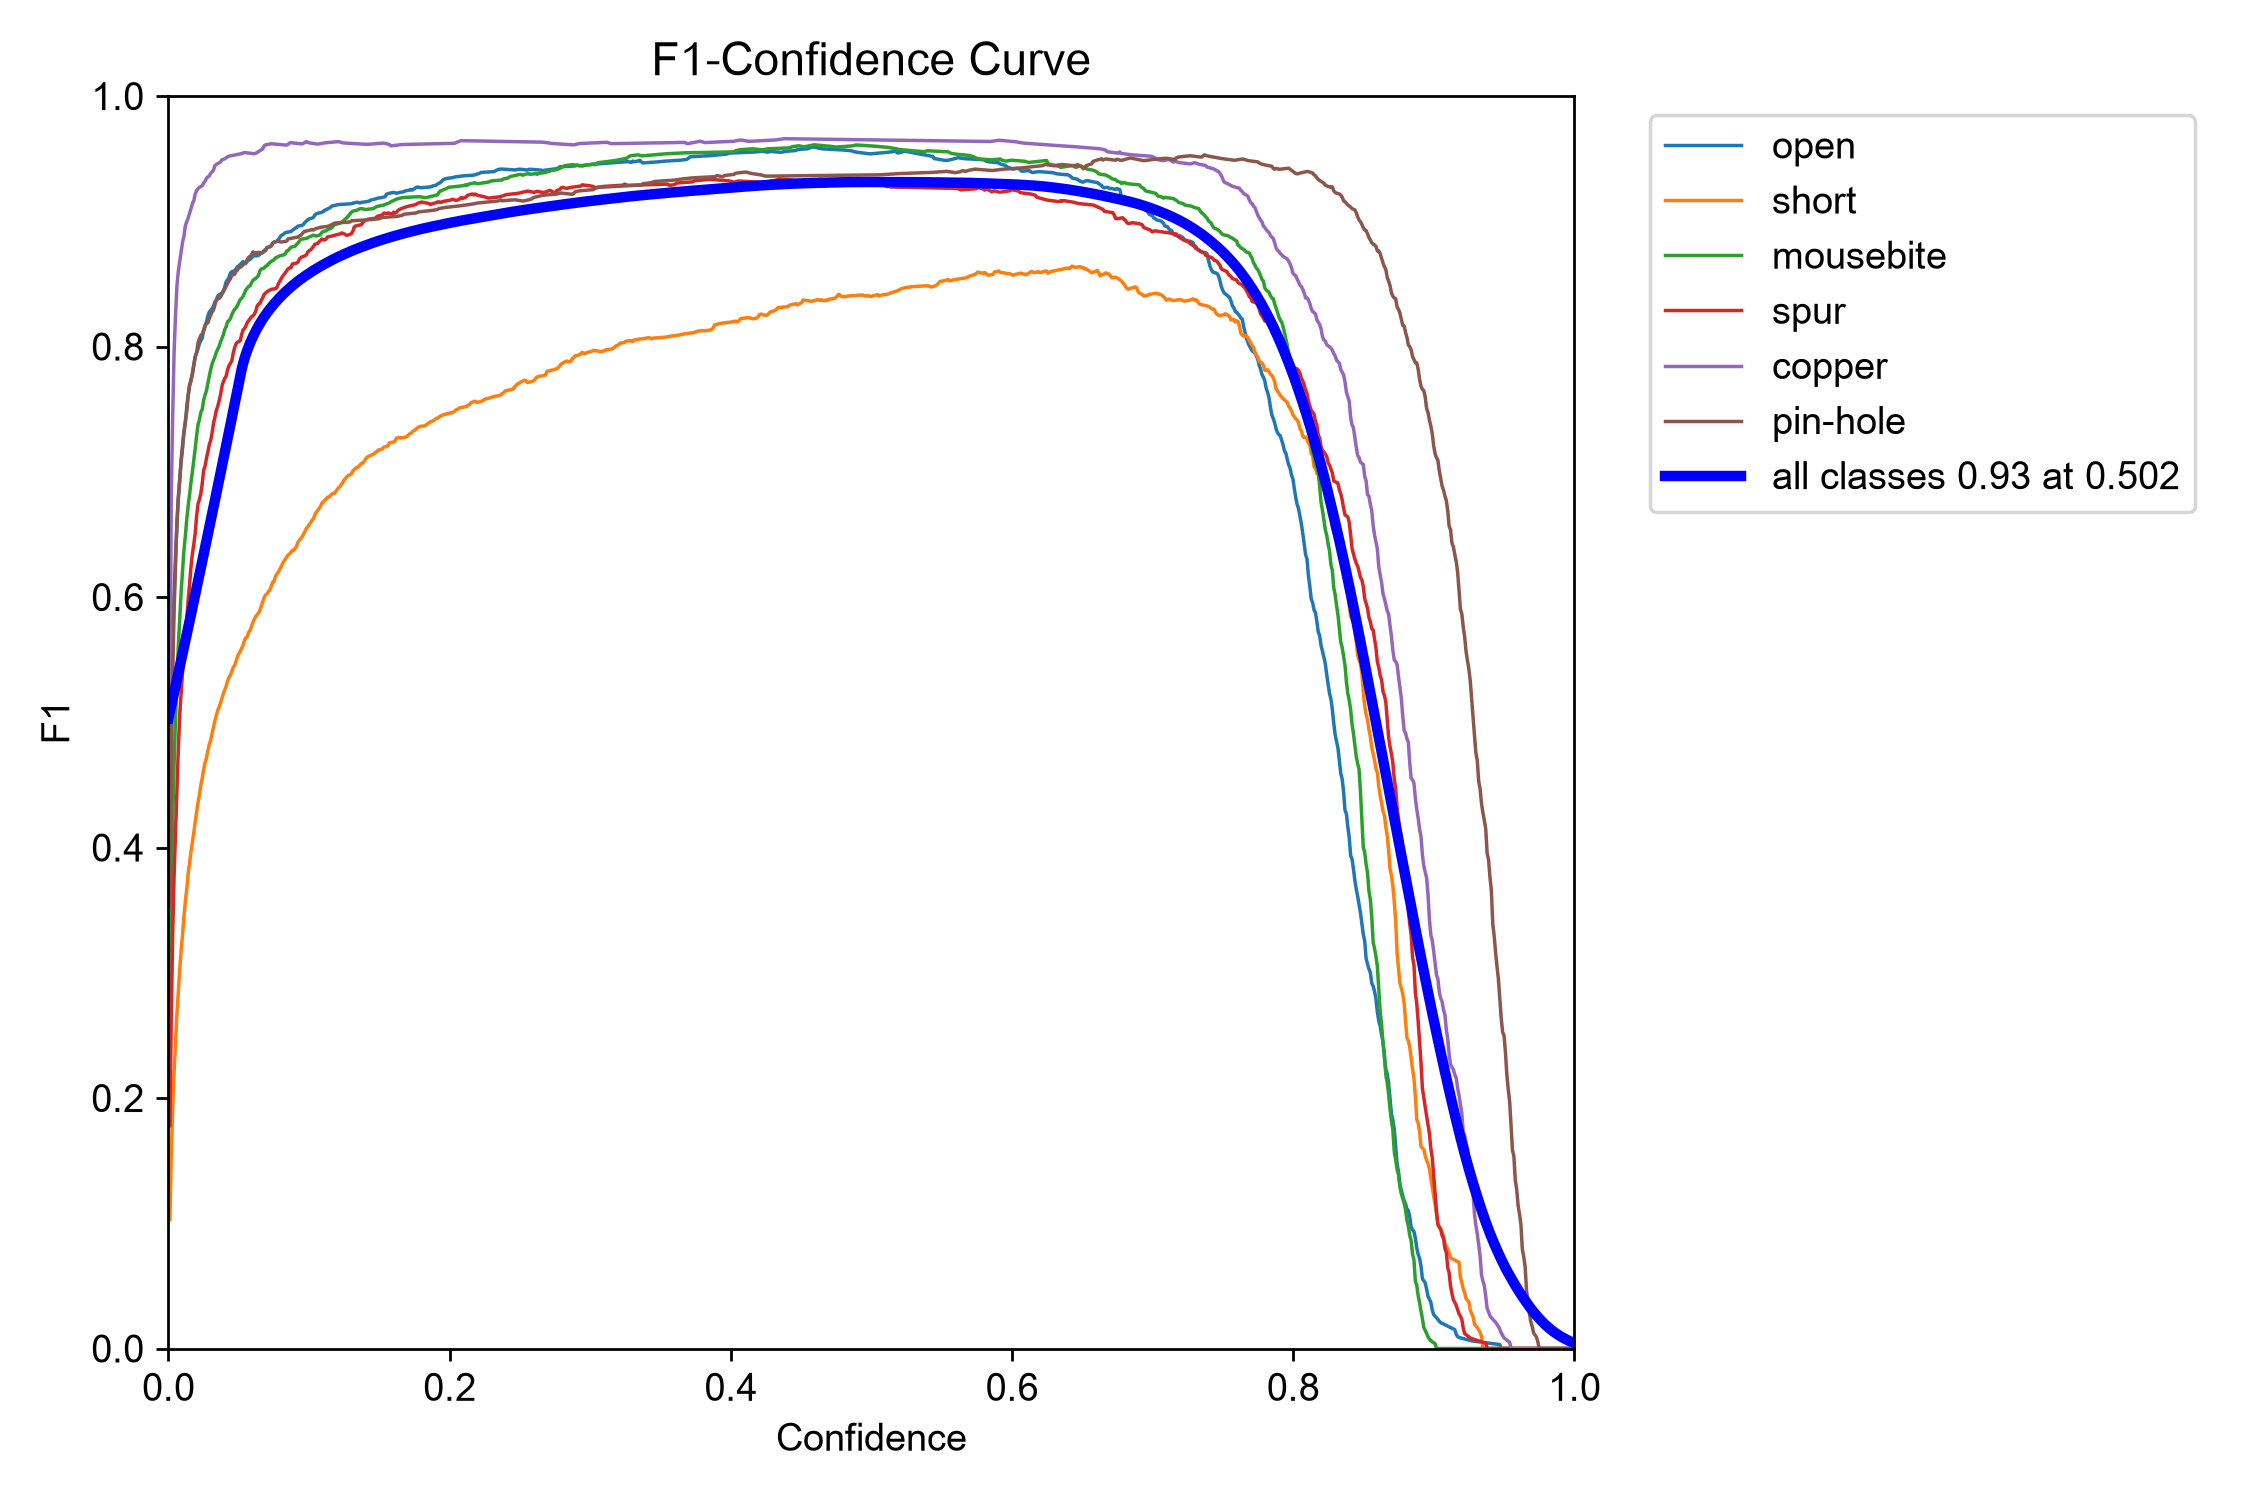 F1-Confidence Curve
1.0
0.8
0.6
0.4
0.2
0.0
F1
0.0 0.2 0.4 0.6 0.8 1.0
Confidence
open
short
mousebite
spur
copper
pin-hole
all classes 0.93 at 0.502